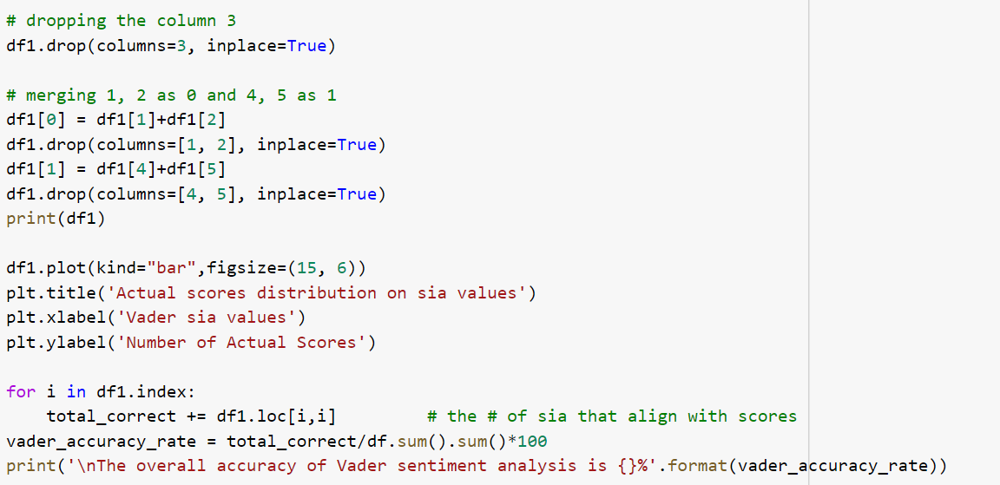 # dropping the column 3
df1.drop(columns=3, inplace=True)
# merging 1, 2 as 0 and 4, 5 as 1
df1[0] = df1[1]+df1[2]
df1.drop(columns=[1, 2], inplace=True)
df1[1] = df1[4]+df1[5]
df1.drop(columns=[4, 5], inplace=True)
print(df1)
df1.plot(kind="bar",figsize=(15, 6))
plt.title('Actual scores distribution on sia values')
plt.xlabel('Vader sia values')
plt.ylabel('Number of Actual Scores')
for i in df1.index:
    total_correct += df1.loc[i,i]         # the # of sia that align with scores
vader_accuracy_rate = total_correct/df.sum().sum()*100
print('\nThe overall accuracy of Vader sentiment analysis is {}%'.format(vader_accuracy_rate))